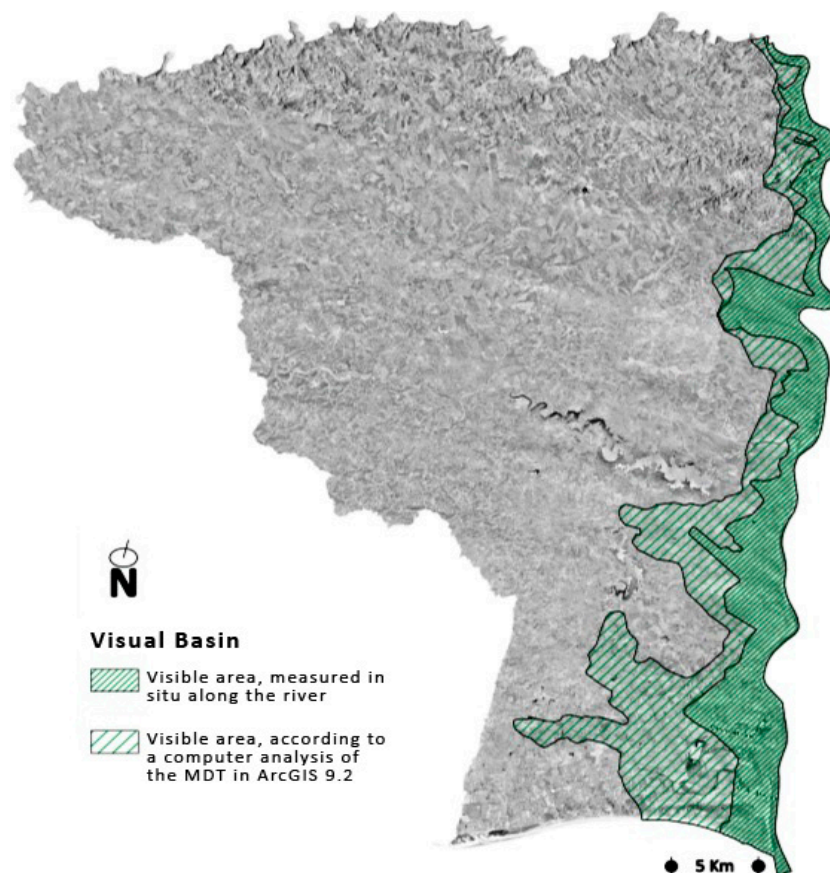 N
Visual Basin
Visible area, measured in
situ along the river
Visible area, according to
a computer analysis of
the MDT in ArcGIS 9.2
5 Km